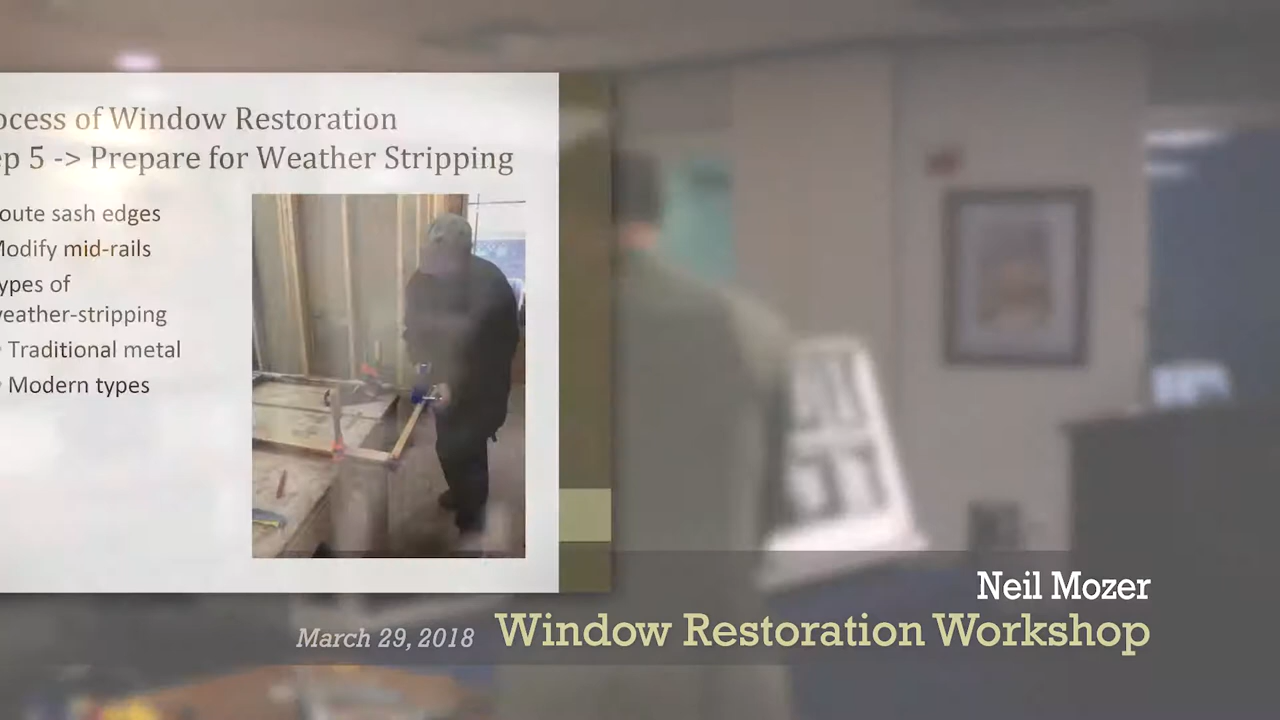 ocess of Window Restoration
ep 5 -> Prepare for Weather Stripping
oute sash edges
Modify mid-rails
ypes of
weather-stripping
Traditional metal
Modern types
Neil Mozer
March 29, 2018 Window Restoration Workshop